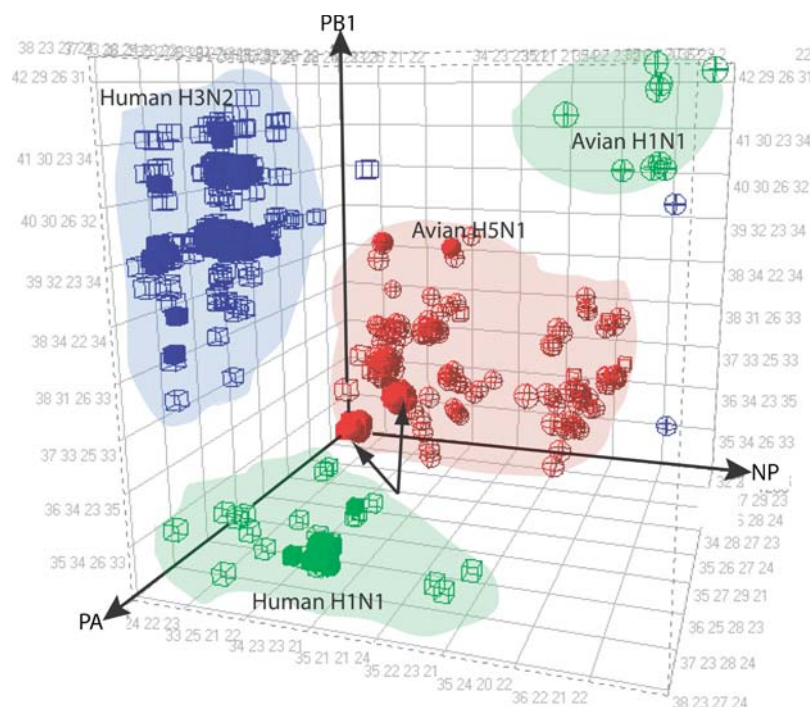 PB1
Human H3N2
42 29 26 31
41 30 23 34
40 30 26 32
39 32 23 34
38 34 22 34
38 31 26 33
37 33 25 33
36 34 23 35
35 34 26 33
Avian H1N1
42 29 26 31
41 30 23 34
40 30 26 32
39 32 23 34
38 34 22 34
38 31 26 33
37 33 25 33
36 34 23 35
35 34 26 33
Avian H5N1
NP
Human H1N1
PA
24 22 23
33 25 21 22
34 23 23 21
35 21 21 24
35 22 23 21
35 24 20 22
36 22 21 22
34 28 27 23
35 26 27 24
35 27 29 21
36 25 28 23
37 23 28 24
38 23 27 24